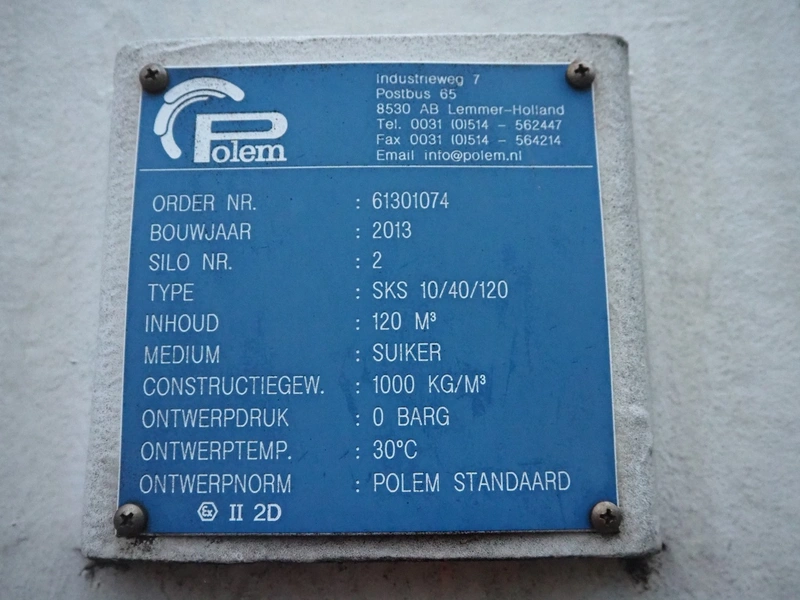 Polem
Industrieweg 7
Postbus 65
8530 AB Lemmer-Holland
Tel. 0031 (0)514 - 562447
Fax 0031 (0)514 - 564214
Email info@polem.nl
ORDER NR. : 61301074
BOUWJAAR : 2013
SILO NR. : 2
TYPE : SKS 10/40/120
INHOUD : 120 M³
MEDIUM : SUIKER
CONSTRUCTIEGEW. : 1000 KG/M³
ONTWERPDRUK : 0 BARG
ONTWERPTEMP. : 30°C
ONTWERPNORM : POLEM STANDAARD
Ex II 2D